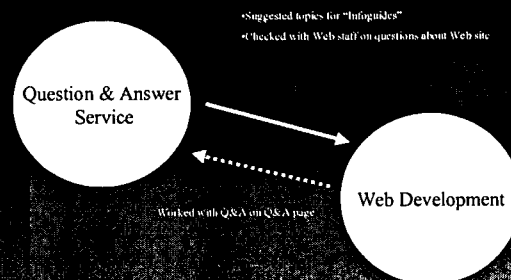 •Suggested topics for "Infoguides"
•Checked with Web staff on questions about Web site
Question & Answer
Service
Web Development
Worked with Q&A on Q&A page